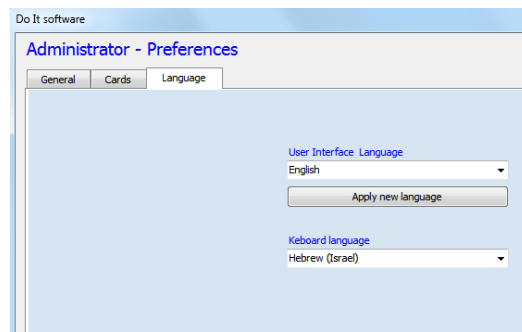 Do It software
Administrator - Preferences
General Cards Language
User Interface Language
English
Apply new language
Keboard language
Hebrew (Israel)